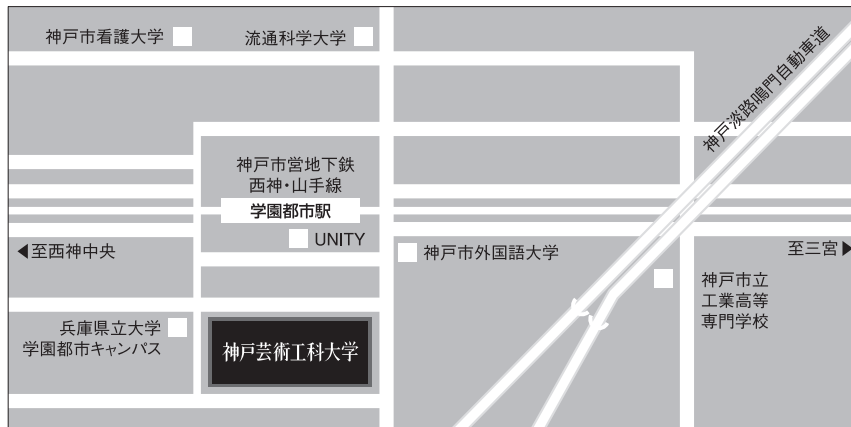 神戸市看護大学
流通科学大学
神戸淡路鳴門自動車道
神戸市営地下鉄
西神・山手線
学園都市駅
UNITY
◀至西神中央
神戸市外国語大学
至三宮▶
神戸市立
工業高等
専門学校
兵庫県立大学
学園都市キャンパス
神戸芸術工科大学